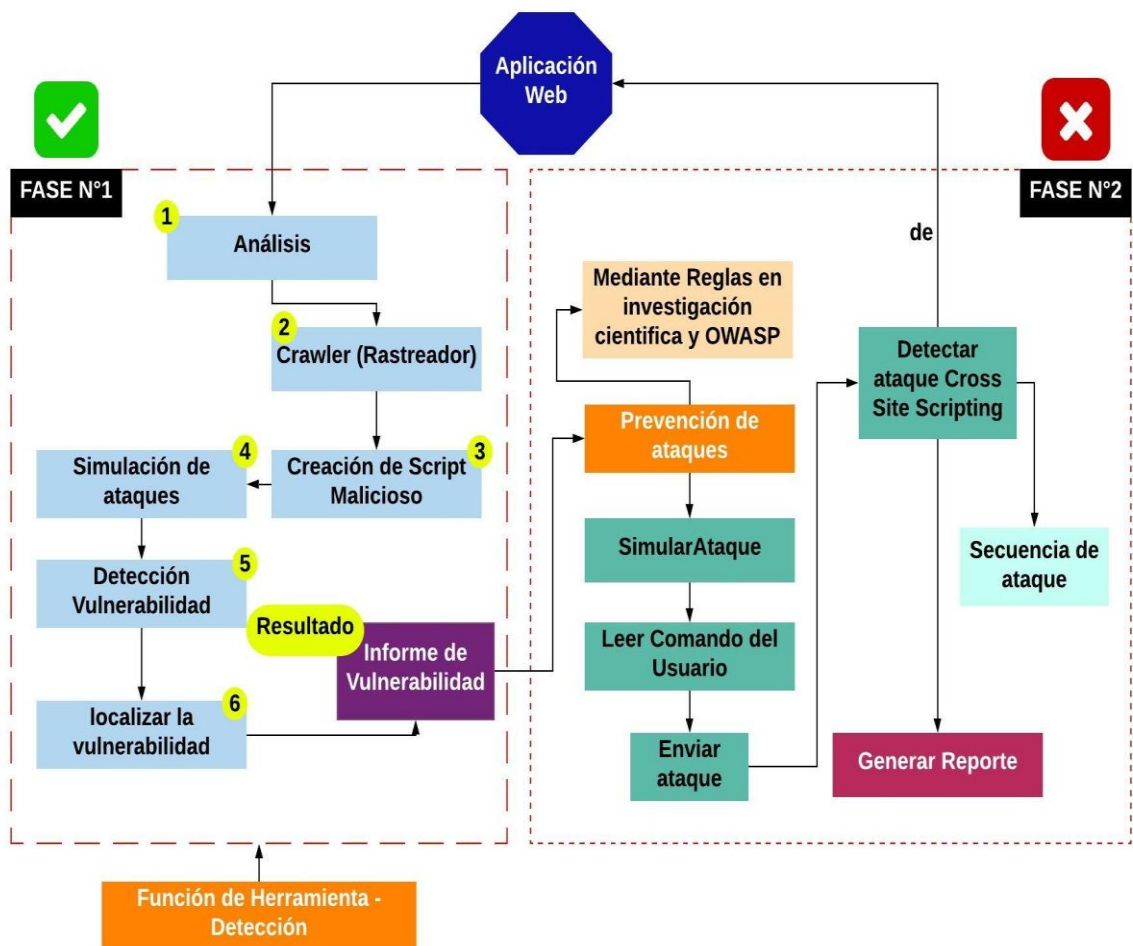 Aplicación
Web
FASE N°1
FASE N°2
1
Análisis
de
Mediante Reglas en
investigación
cientifica y OWASP
2
Crawler (Rastreador)
Detectar
ataque Cross
Site Scripting
Prevención de
ataques
4
Simulación de
ataques
3
Creación de Script
Malicioso
SimularAtaque
Secuencia de
ataque
5
Detección
Vulnerabilidad
Resultado
Informe de
Vulnerabilidad
Leer Comando del
Usuario
6
localizar la
vulnerabilidad
Enviar
ataque
Generar Reporte
Función de Herramienta -
Detección